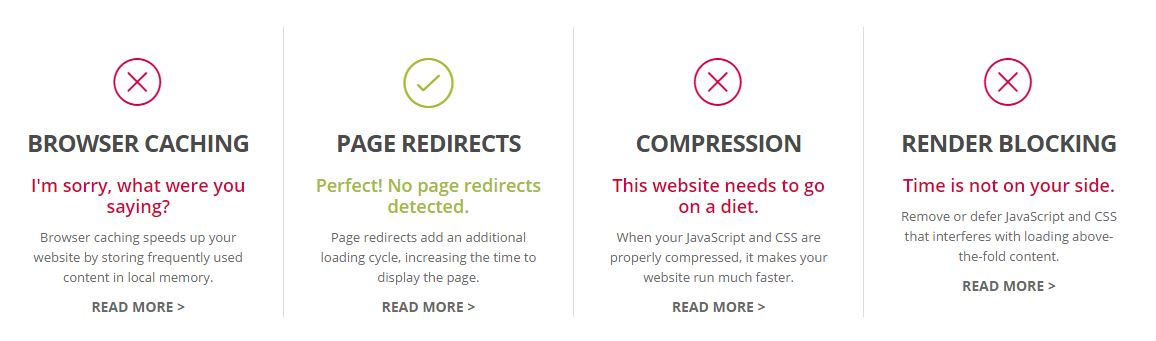 BROWSER CACHING
I'm sorry, what were you
saying?
Browser caching speeds up your
website by storing frequently used
content in local memory.
READ MORE >
PAGE REDIRECTS
Perfect! No page redirects
detected.
Page redirects add an additional
loading cycle, increasing the time to
display the page.
READ MORE >
COMPRESSION
This website needs to go
on a diet.
When your JavaScript and CSS are
properly compressed, it makes your
website run much faster.
READ MORE >
RENDER BLOCKING
Time is not on your side.
Remove or defer JavaScript and CSS
that interferes with loading above-
the-fold content.
READ MORE >